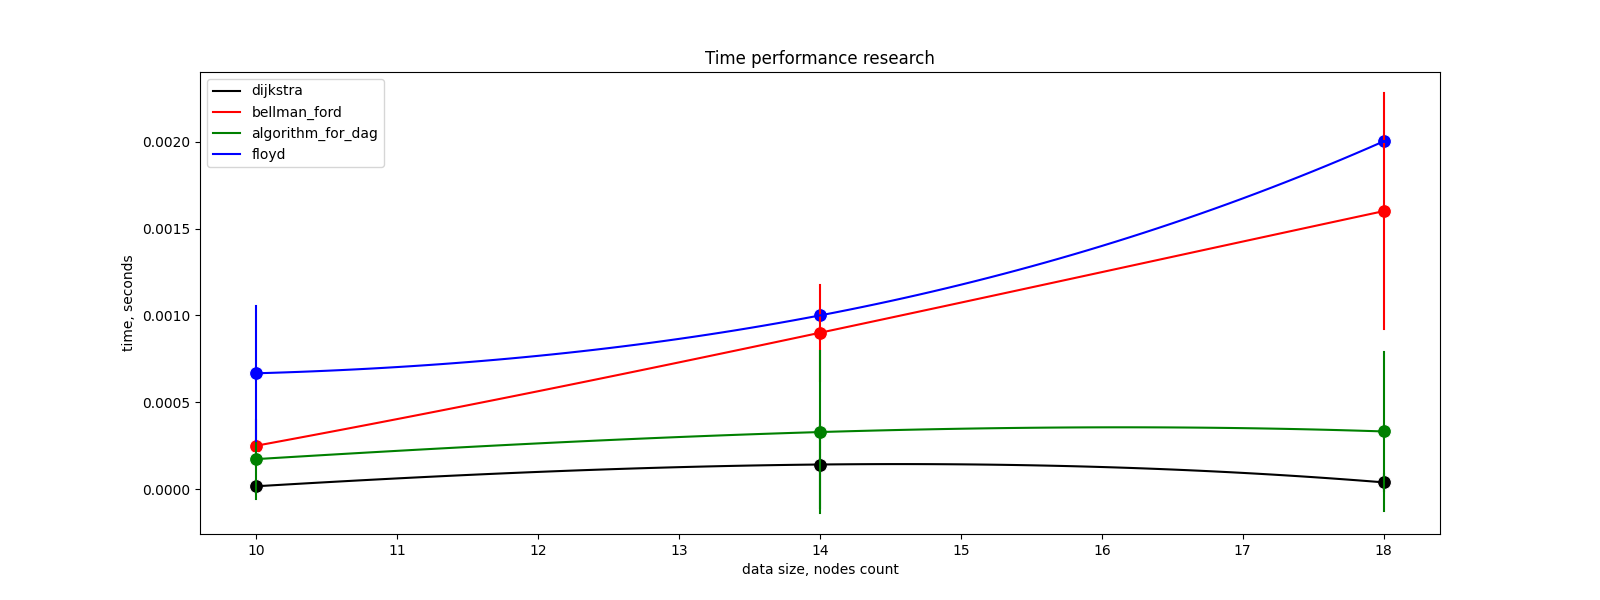 Time performance research
dijkstra
bellman_ford
algorithm_for_dag
floyd
0.0020
0.0015
0.0010
0.0005
0.0000
time, seconds
10 11 12 13 14 15 16 17 18
data size, nodes count